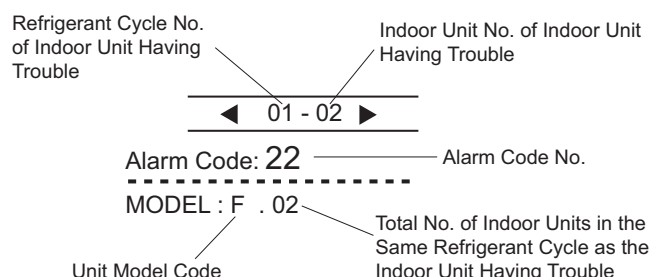 Refrigerant Cycle No.
of Indoor Unit Having
Trouble
Indoor Unit No. of Indoor Unit
Having Trouble
◀ 01 - 02 ▶
Alarm Code: 22
Alarm Code No.
MODEL : F . 02
Total No. of Indoor Units in the
Same Refrigerant Cycle as the
Indoor Unit Having Trouble
Unit Model Code